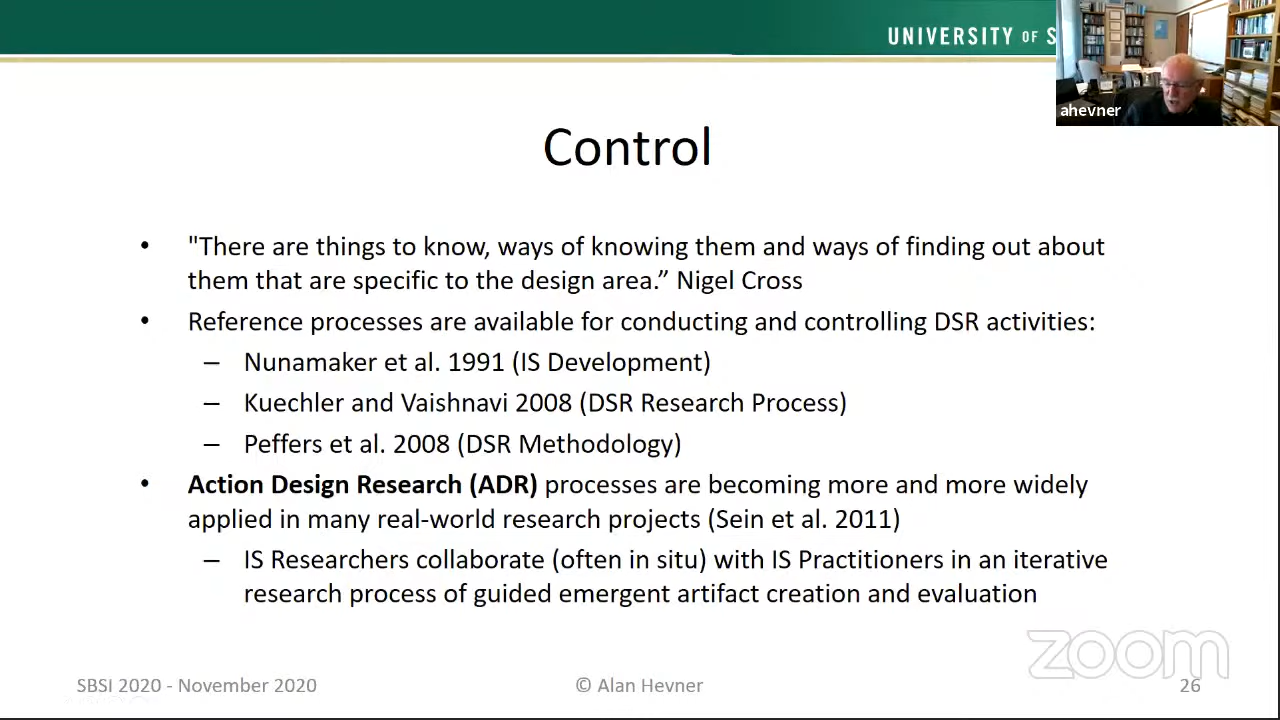 UNIVERSITY OF S
ahevner
Control
• "There are things to know, ways of knowing them and ways of finding out about
them that are specific to the design area.” Nigel Cross
• Reference processes are available for conducting and controlling DSR activities:
– Nunamaker et al. 1991 (IS Development)
– Kuechler and Vaishnavi 2008 (DSR Research Process)
– Peffers et al. 2008 (DSR Methodology)
• Action Design Research (ADR) processes are becoming more and more widely
applied in many real-world research projects (Sein et al. 2011)
– IS Researchers collaborate (often in situ) with IS Practitioners in an iterative
research process of guided emergent artifact creation and evaluation
zoom
SBSI 2020 - November 2020
© Alan Hevner
26